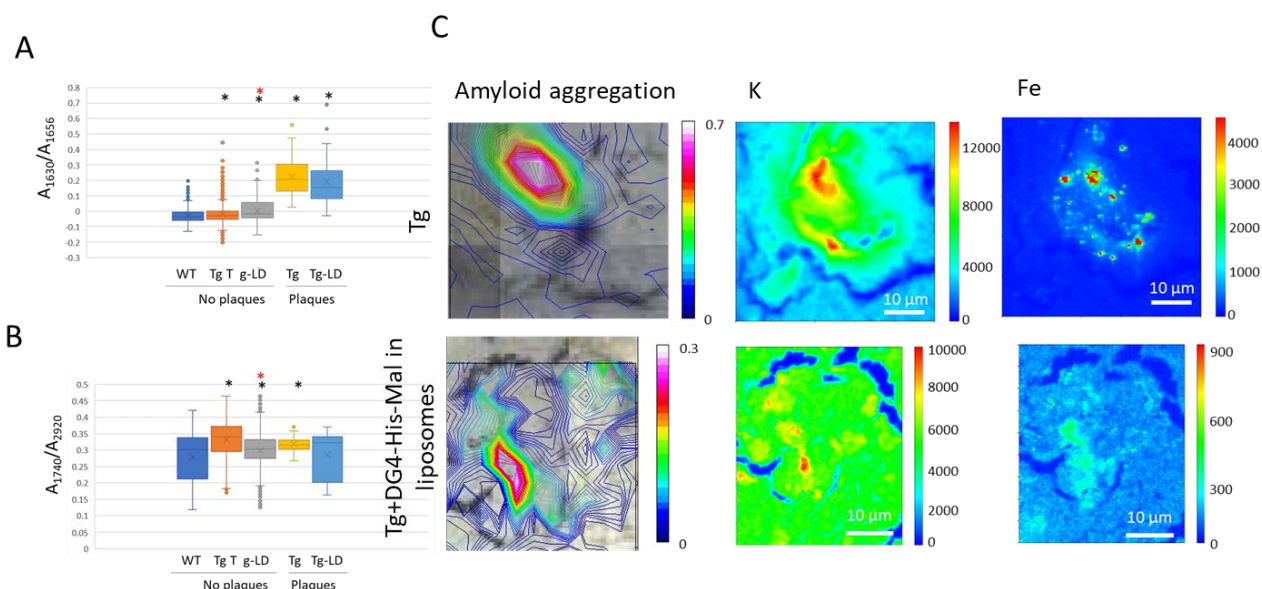 A
0.8
0.7
0.6
0.5
0.4
0.3
0.2
0.1
0
-0.1
-0.2
-0.3
A1630/A1656
* * * * *
WT Tg T g-LD Tg Tg-LD
No plaques Plaques
B
0.5
0.45
0.4
0.35
0.3
0.25
0.2
0.15
0.1
0.05
0
A1740/A2920
* * * *
WT Tg T g-LD Tg Tg-LD
No plaques Plaques
C
Amyloid aggregation K Fe
Tg
0.7
0
12000
8000
4000
0
10 µm
4000
3000
2000
1000
0
10 µm
Tg+DG4-His-Mal in
liposomes
0.3
0
10000
8000
6000
4000
2000
0
10 µm
900
600
300
0
10 µm